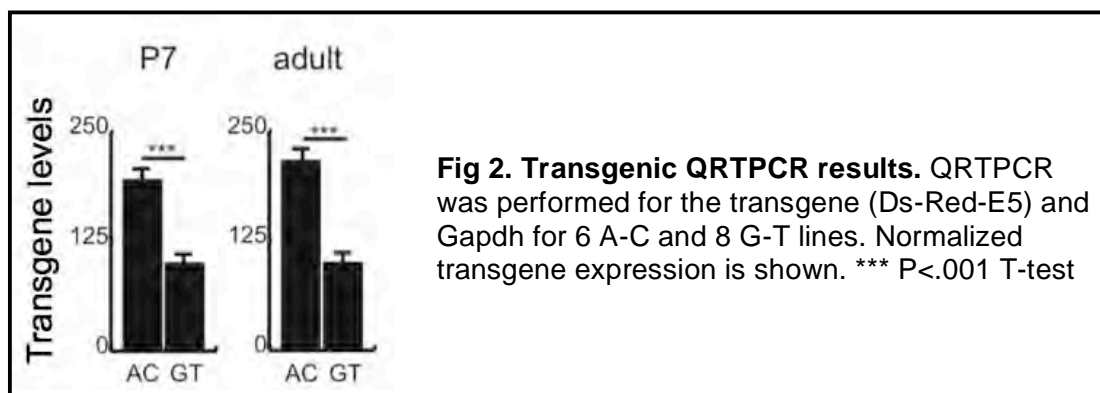 P7 adult
Transgene levels
250 250
*** ***
125 125
0 0
AC GT AC GT
Fig 2. Transgenic QRTPCR results. QRTPCR
was performed for the transgene (Ds-Red-E5) and
Gapdh for 6 A-C and 8 G-T lines. Normalized
transgene expression is shown. *** P<.001 T-test